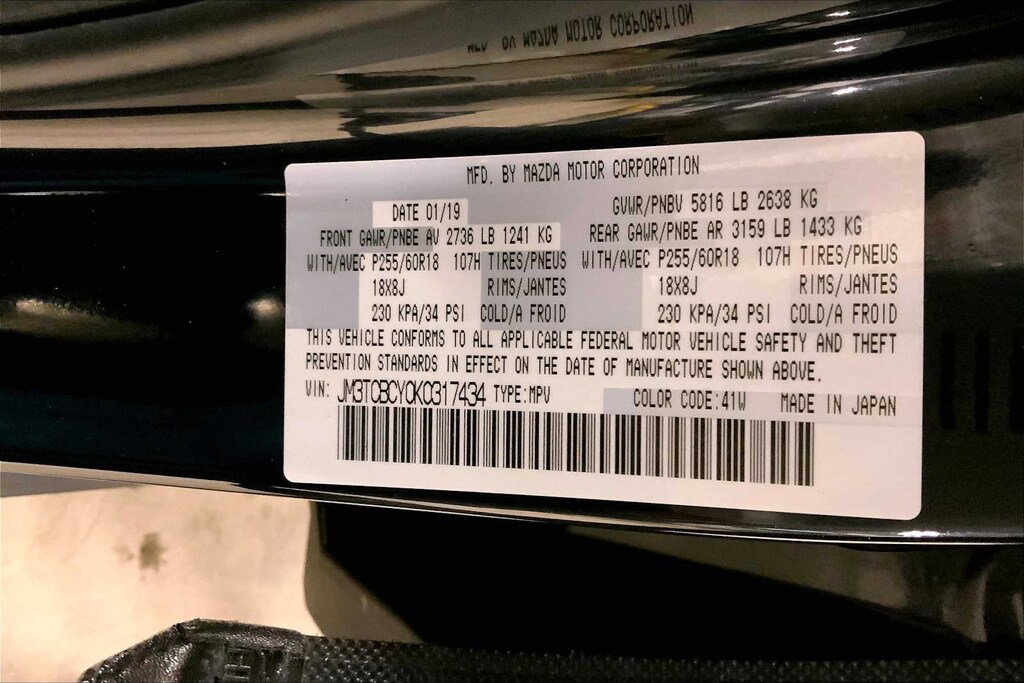 MFD. BY MAZDA MOTOR CORPORATION
MFD. BY MAZDA MOTOR CORPORATION
DATE 01/19 GVWR/PNBV 5816 LB 2638 KG
FRONT GAWR/PNBE AV 2736 LB 1241 KG REAR GAWR/PNBE AR 3159 LB 1433 KG
WITH/AVEC P255/60R18 107H TIRES/PNEUS WITH/AVEC P255/60R18 107H TIRES/PNEUS
18X8J RIMS/JANTES 18X8J RIMS/JANTES
230 KPA/34 PSI COLD/A FROID 230 KPA/34 PSI COLD/A FROID
THIS VEHICLE CONFORMS TO ALL APPLICABLE FEDERAL MOTOR VEHICLE SAFETY AND THEFT
PREVENTION STANDARDS IN EFFECT ON THE DATE OF MANUFACTURE SHOWN ABOVE.
VIN: JM3TCBCY0K0317434 TYPE:MPV COLOR CODE:41W MADE IN JAPAN